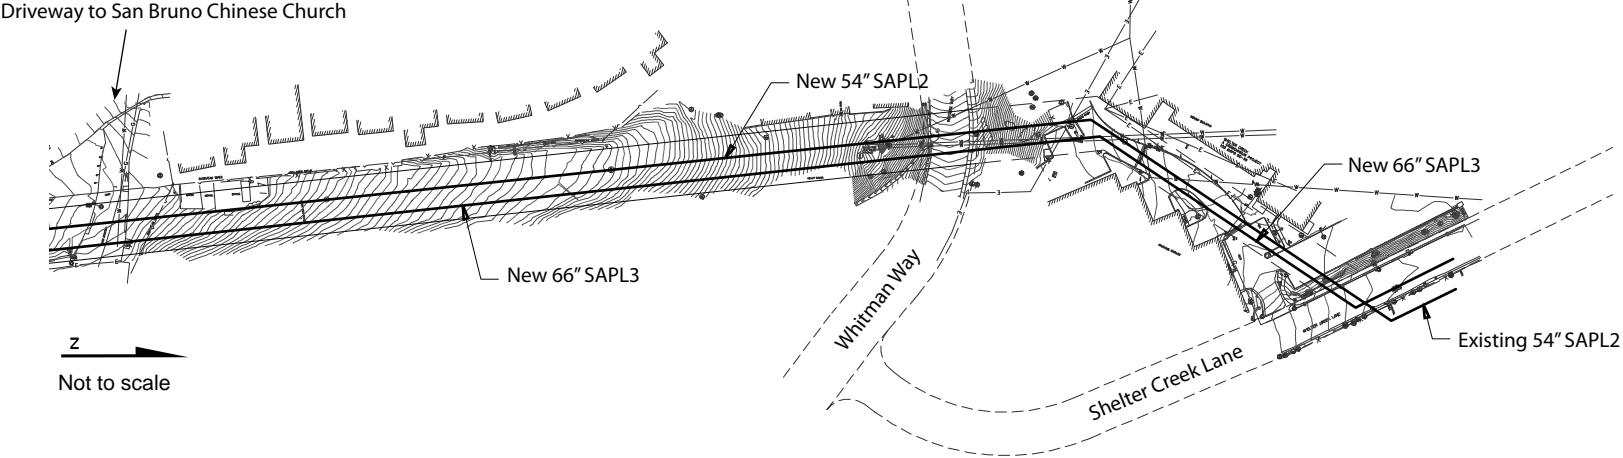 Driveway to San Bruno Chinese Church
New 54” SAPL2
New 66” SAPL3
New 66” SAPL3
Whitman Way
Existing 54” SAPL2
Shelter Creek Lane
Z
Not to scale